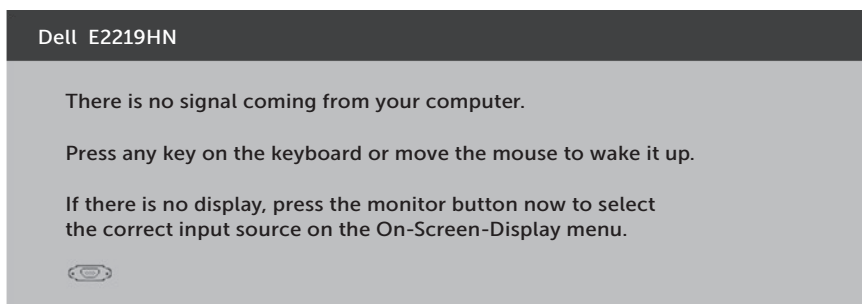 Dell E2219HN
There is no signal coming from your computer.
Press any key on the keyboard or move the mouse to wake it up.
If there is no display, press the monitor button now to select
the correct input source on the On-Screen-Display menu.